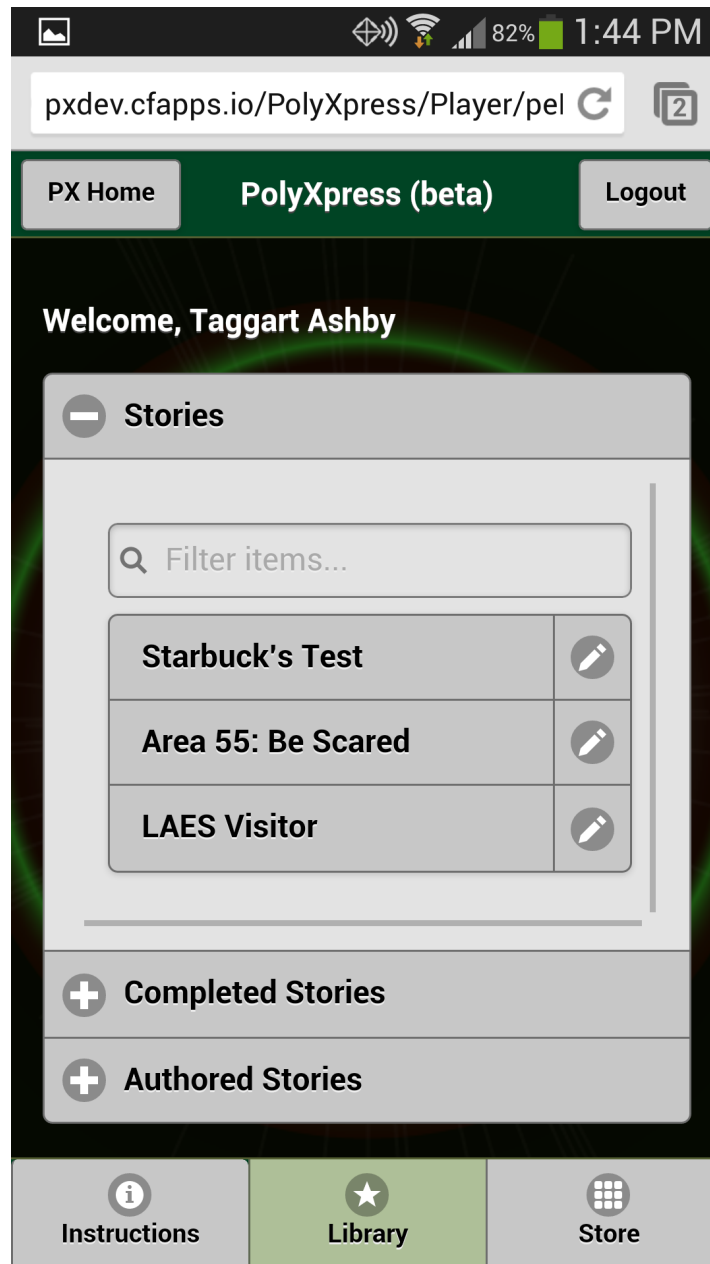 82% 1:44 PM
pxdev.cfapps.io/PolyXpress/Player/pel
2
PX Home PolyXpress (beta) Logout
Welcome, Taggart Ashby
Stories
Filter items...
Starbuck's Test
Area 55: Be Scared
LAES Visitor
Completed Stories
Authored Stories
Instructions Library Store